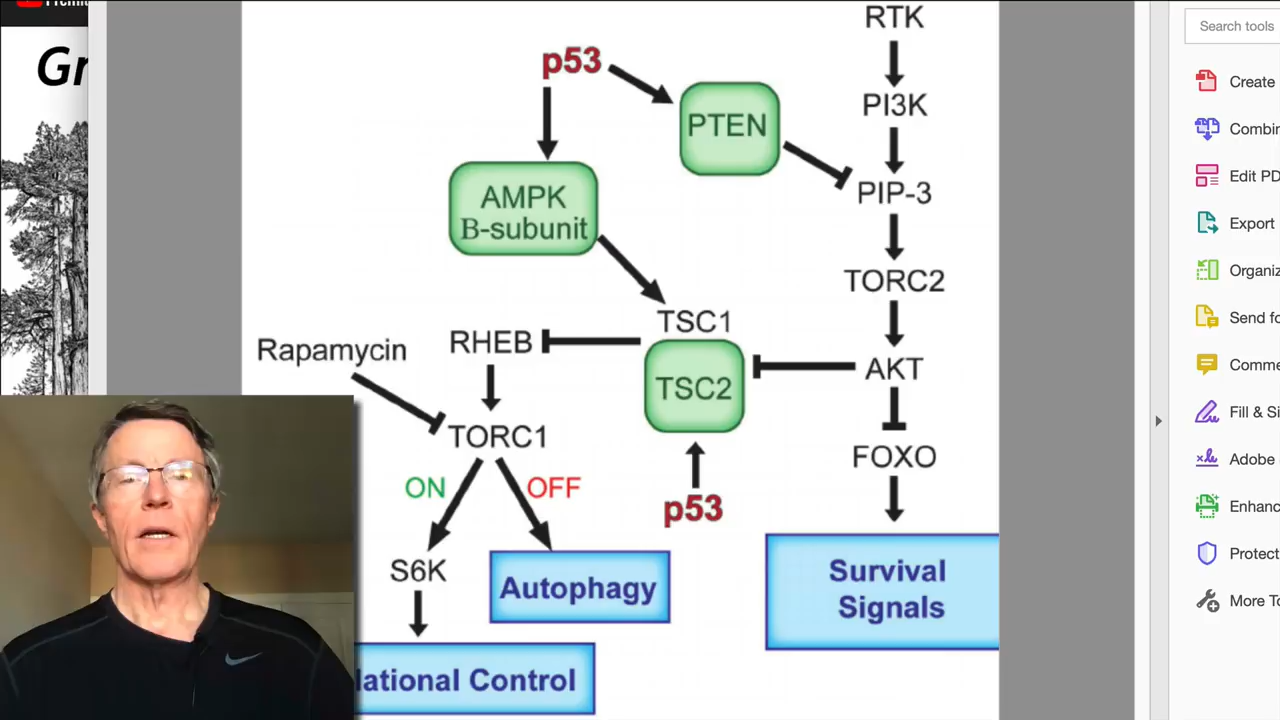 Gr
RTK
p53
PTEN
PI3K
AMPK
B-subunit
PIP-3
TORC2
TSC1
RHEB
Rapamycin
TSC2
AKT
TORC1
FOXO
ON
OFF
p53
S6K
Autophagy
Survival
Signals
lational Control
Search tools
Create
Combin
Edit PD
Export
Organiz
Send fo
Comme
Fill & Si
Adobe
Enhanc
Protect
More To